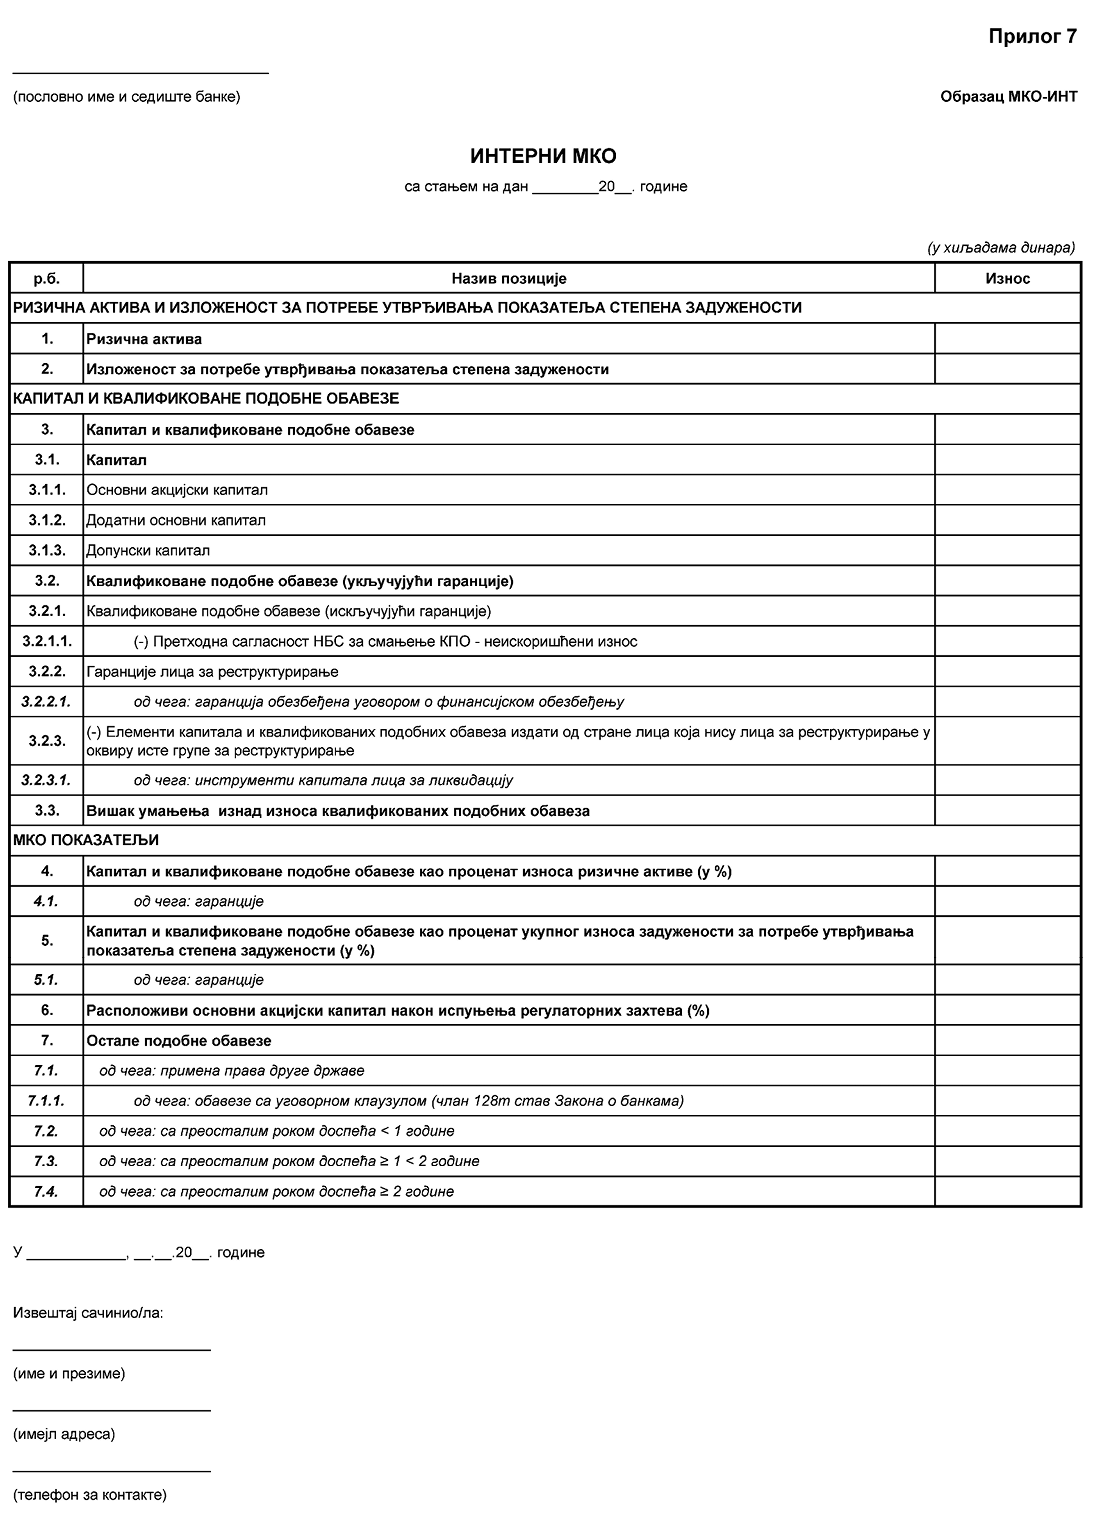 Прилог 7
(пословно име и седиште банке)
Образац МКО-ИНТ
ИНТЕРНИ МКО
са стањем на дан ________20__. године
(у хиљадама динара)
р.б. Назив позиције Износ
РИЗИЧНА АКТИВА И ИЗЛОЖЕНОСТ ЗА ПОТРЕБЕ УТВРЂИВАЊА ПОКАЗАТЕЉА СТЕПЕНА ЗАДУЖЕНОСТИ
1. Ризична актива
2. Изложеност за потребе утврђивања показатеља степена задужености
КАПИТАЛ И КВАЛИФИКОВАНЕ ПОДОБНЕ ОБАВЕЗЕ
3. Капитал и квалификоване подобне обавезе
3.1. Капитал
3.1.1. Основни акцијски капитал
3.1.2. Додатни основни капитал
3.1.3. Допунски капитал
3.2. Квалификоване подобне обавезе (укључујући гаранције)
3.2.1. Квалификоване подобне обавезе (искључујући гаранције)
3.2.1.1. (-) Претходна сагласност НБС за смањење КПО - неискоришћени износ
3.2.2. Гаранције лица за реструктурирање
3.2.2.1. од чега: гаранција обезбеђена уговором о финансијском обезбеђењу
3.2.3. (-) Елементи капитала и квалификованих подобних обавеза издати од стране лица која нису лица за реструктурирање у
оквиру исте групе за реструктурирање
3.2.3.1. од чега: инструменти капитала лица за ликвидацију
3.3. Вишак умањења изнад износа квалификованих подобних обавеза
МКО ПОКАЗАТЕЉИ
4. Капитал и квалификоване подобне обавезе као проценат износа ризичне активе (у %)
4.1. од чега: гаранције
5. Капитал и квалификоване подобне обавезе као проценат укупног износа задужености за потребе утврђивања
показатеља степена задужености (у %)
5.1. од чега: гаранције
6. Расположиви основни акцијски капитал након испуњења регулаторних захтева (%)
7. Остале подобне обавезе
7.1. од чега: примена права друге државе
7.1.1. од чега: обавезе са уговорном клаузулом (члан 128т став Закона о банкама)
7.2. од чега: са преосталим роком доспећа < 1 године
7.3. од чега: са преосталим роком доспећа ≥ 1 < 2 године
7.4. од чега: са преосталим роком доспећа ≥ 2 године
У ____________, __.__.20__. године
Извештај сачинио/ла:
(име и презиме)
(имејл адреса)
(телефон за контакте)